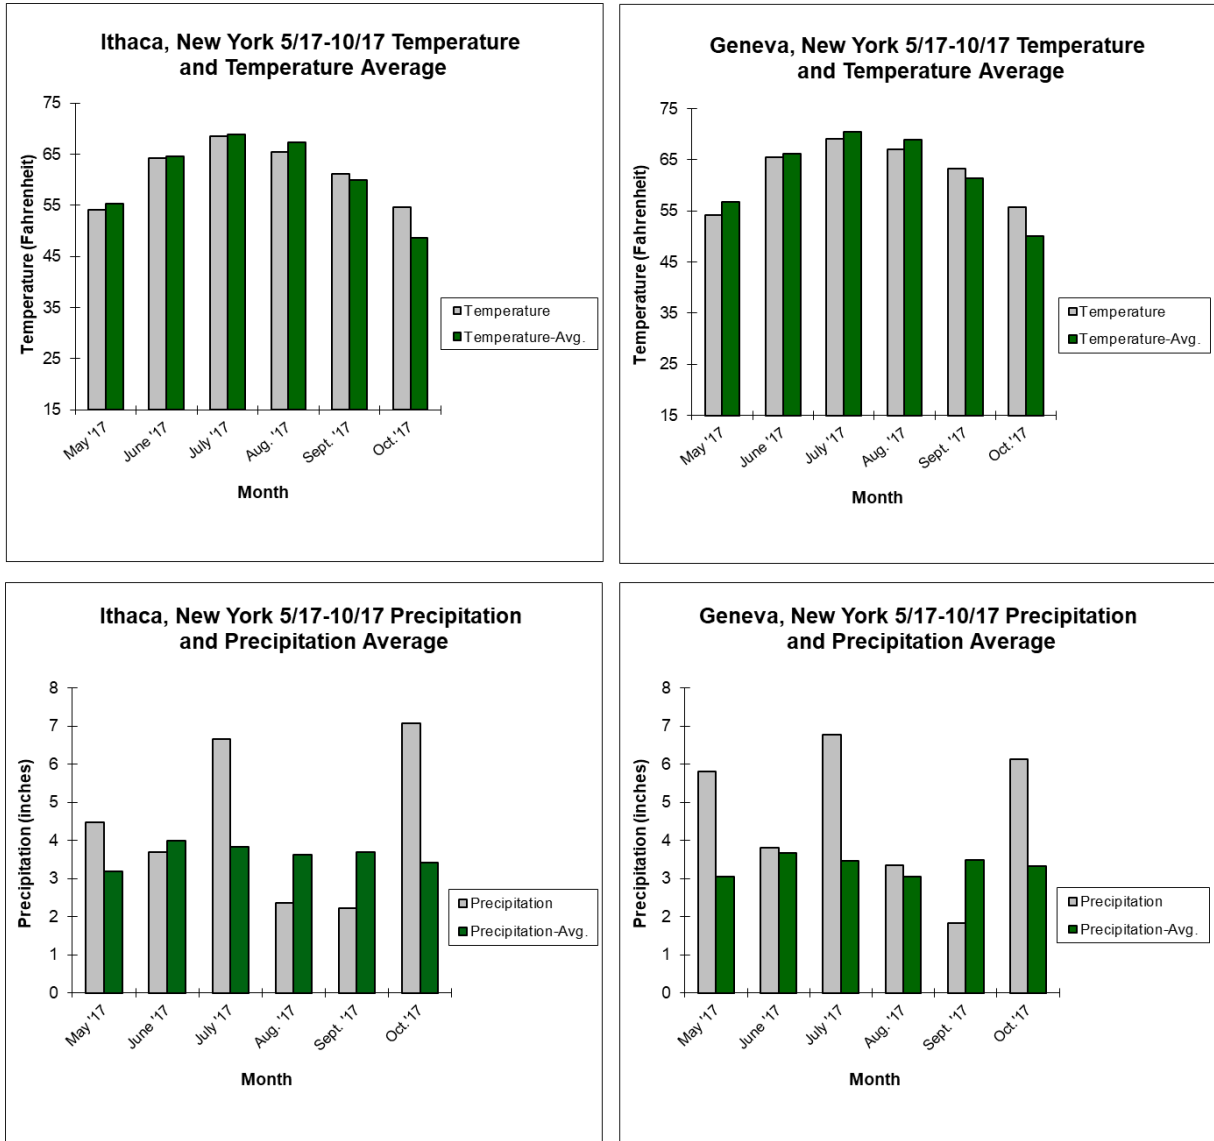 Ithaca, New York 5/17-10/17 Temperature
and Temperature Average
75
65
55
45
35
25
15
Temperature (Fahrenheit)
May '17
June '17
July '17
Aug. '17
Sept. '17
Oct.'17
Month
Temperature
Temperature-Avg.
Geneva, New York 5/17-10/17 Temperature
and Temperature Average
75
65
55
45
35
25
15
Temperature (Fahrenheit)
May '17
June '17
July '17
Aug. '17
Sept. '17
Oct.'17
Month
Temperature
Temperature-Avg.
Ithaca, New York 5/17-10/17 Precipitation
and Precipitation Average
8
7
6
5
4
3
2
1
0
Precipitation (inches)
May '17
June '17
July '17
Aug. '17
Sept. '17
Oct.'17
Month
Precipitation
Precipitation-Avg.
Geneva, New York 5/17-10/17 Precipitation
and Precipitation Average
8
7
6
5
4
3
2
1
0
Precipitation (inches)
May '17
June '17
July '17
Aug. '17
Sept. '17
Oct.'17
Month
Precipitation
Precipitation-Avg.